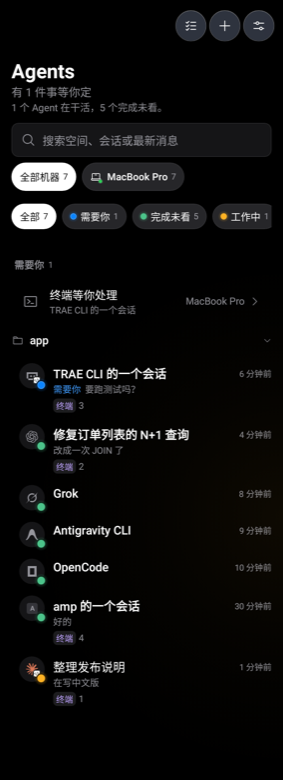 Agents
有 1 件事等你定
1 个 Agent 在干活，5 个完成未看。
搜索空间、会话或最新消息
全部机器 7
MacBook Pro 7
全部 7
需要你 1
完成未看 5
工作中 1
需要你 1
终端等你处理
TRAE CLI 的一个会话
MacBook Pro
app
TRAE CLI 的一个会话
6 分钟前
需要你 要跑测试吗?
终端 3
修复订单列表的 N+1 查询
4 分钟前
改成一次 JOIN 了
终端 2
Grok
8 分钟前
Antigravity CLI
9 分钟前
OpenCode
10 分钟前
A
amp 的一个会话
30 分钟前
好的
终端 4
整理发布说明
1 分钟前
在写中文版
终端 1